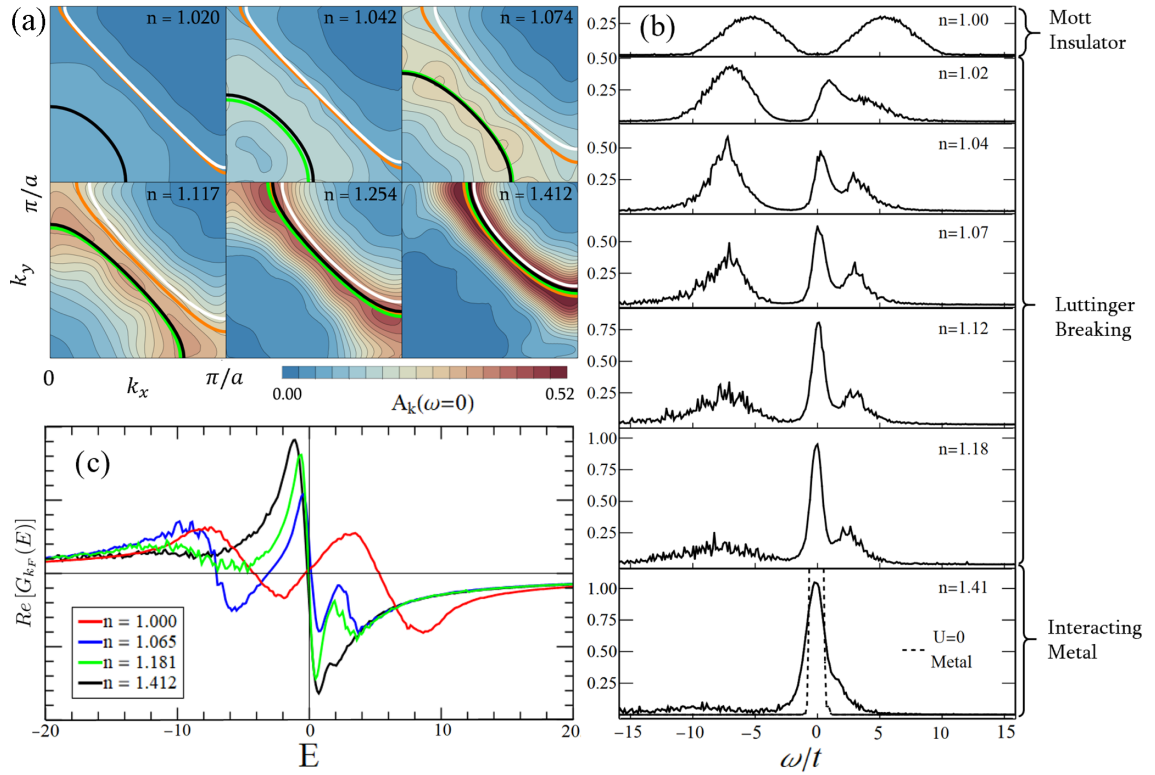 (a)
n = 1.020
n = 1.042
n = 1.074
n = 1.117
n = 1.254
n = 1.412
π/a
k_y
0
k_x
π/a
0.00
0.52
A_k(ω=0)
(b)
0.25
n=1.00
0.50
0.25
n=1.02
0.50
0.25
n=1.04
0.50
0.25
n=1.07
0.75
0.50
0.25
n=1.12
1.00
0.75
0.50
0.25
n=1.18
1.00
0.75
0.50
0.25
n=1.41
U=0
Metal
−15
−10
−5
0
5
10
15
ω/t
Mott
Insulator
Luttinger
Breaking
Interacting
Metal
(c)
Re [G_{k_F}(E)]
n = 1.000
n = 1.065
n = 1.181
n = 1.412
−20
−10
0
10
20
E